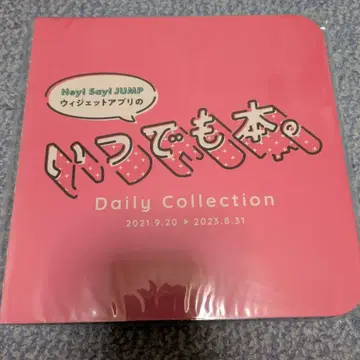 Hey! Say! JUMP
ウィジェットアプリの
いつでも本。
Daily Collection
2021.9.20 ▶ 2023.8.31